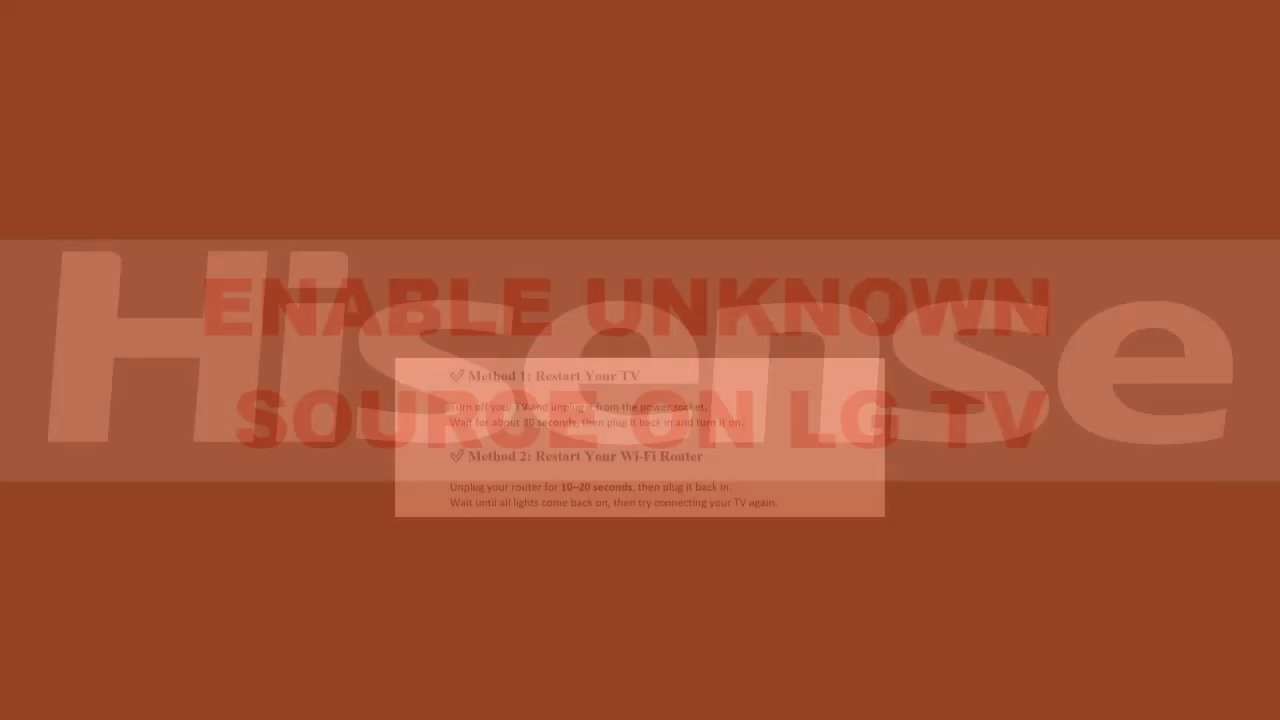 Hisense
ENABLE UNKNOWN
SOURCE ON LG TV
✓ Method 1: Restart Your TV
Turn off your TV and unplug it from the power socket.
Wait for about 30 seconds, then plug it back in and turn it on.
✓ Method 2: Restart Your Wi-Fi Router
Unplug your router for 10–20 seconds, then plug it back in.
Wait until all lights come back on, then try connecting your TV again.